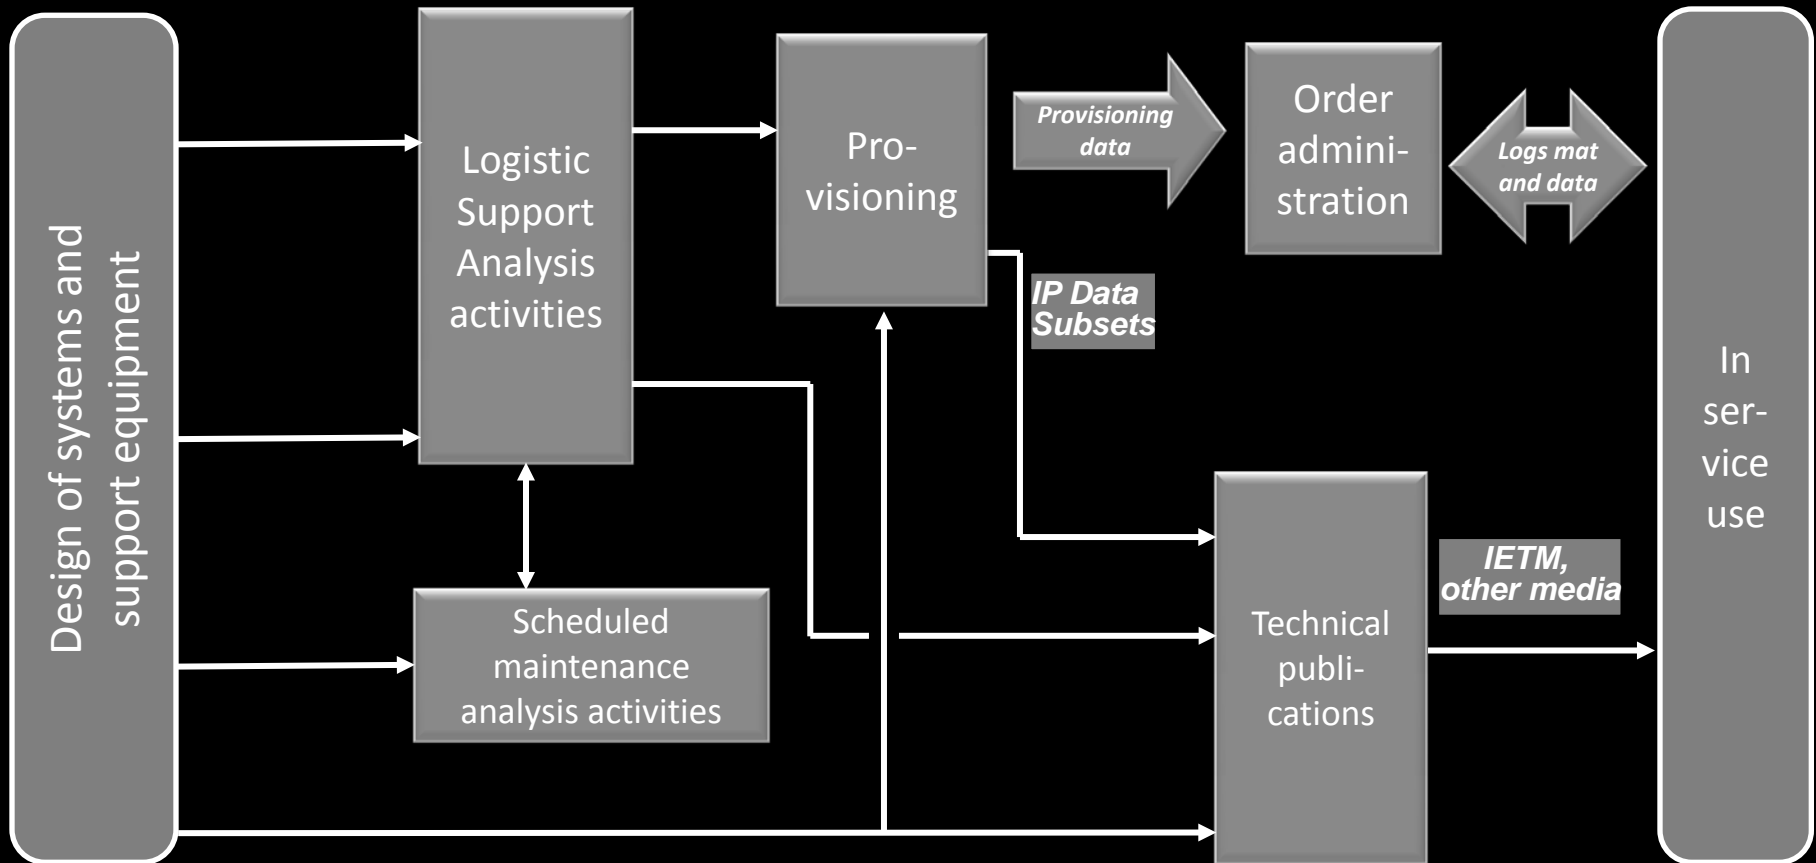 Design of systems and
support equipment
Logistic
Support
Analysis
activities
Scheduled
maintenance
analysis activities
Pro-
visioning
Provisioning
data
IP Data
Subsets
Order
admini-
stration
Logs mat
and data
Technical
publi-
cations
IETM,
other media
In
ser-
vice
use